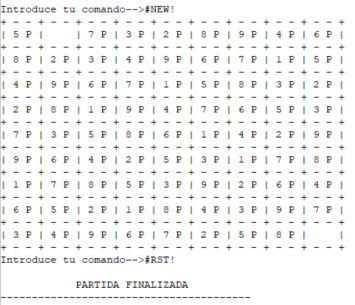 Introduce tu comando-->#NEW!
+ - - + - - + - - + - - + - - + - - + - - + - - + - - +
| 5 P |     | 7 P | 3 P | 2 P | 8 P | 9 P | 4 P | 6 P |
+ - - + - - + - - + - - + - - + - - + - - + - - + - - +
| 8 P | 2 P | 3 P | 4 P | 9 P | 6 P | 7 P | 1 P | 5 P |
+ - - + - - + - - + - - + - - + - - + - - + - - + - - +
| 4 P | 9 P | 6 P | 7 P | 1 P | 5 P | 8 P | 3 P | 2 P |
+ - - + - - + - - + - - + - - + - - + - - + - - + - - +
| 2 P | 8 P | 1 P | 9 P | 4 P | 7 P | 6 P | 5 P | 3 P |
+ - - + - - + - - + - - + - - + - - + - - + - - + - - +
| 7 P | 3 P | 5 P | 8 P | 6 P | 1 P | 4 P | 2 P | 9 P |
+ - - + - - + - - + - - + - - + - - + - - + - - + - - +
| 9 P | 6 P | 4 P | 2 P | 5 P | 3 P | 1 P | 7 P | 8 P |
+ - - + - - + - - + - - + - - + - - + - - + - - + - - +
| 1 P | 7 P | 8 P | 5 P | 3 P | 9 P | 2 P | 6 P | 4 P |
+ - - + - - + - - + - - + - - + - - + - - + - - + - - +
| 6 P | 5 P | 2 P | 1 P | 8 P | 4 P | 3 P | 9 P | 7 P |
+ - - + - - + - - + - - + - - + - - + - - + - - + - - +
| 3 P | 4 P | 9 P | 6 P | 7 P | 2 P | 5 P | 8 P |     |
+ - - + - - + - - + - - + - - + - - + - - + - - + - - +
Introduce tu comando-->#RST!
PARTIDA FINALIZADA
----------------------------------------